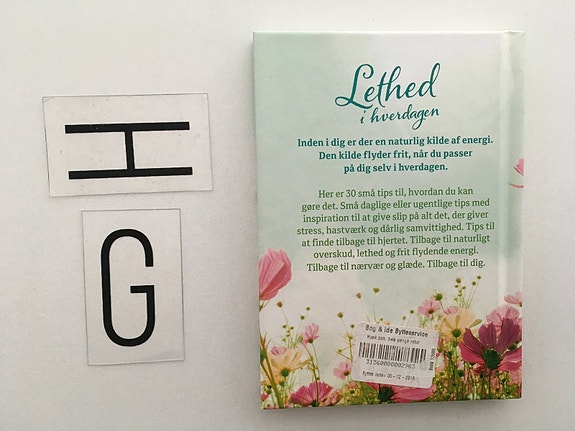 H
G
Lethed
i hverdagen
Inden i dig er der en naturlig kilde af energi.
Den kilde flyder frit, når du passer
på dig selv i hverdagen.
Her er 30 små tips til, hvordan du kan
gøre det. Små daglige eller ugentlige tips med
inspiration til at give slip på alt det, der giver
stress, hastværk og dårlig samvittighed. Tips til
at finde tilbage til hjertet. Tilbage til naturligt
overskud, lethed og frit flydende energi.
Tilbage til nærvær og glæde. Tilbage til dig.
Bog & Ide Bytteservice
313600000002963